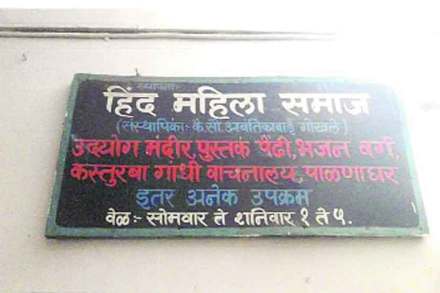 स्थापना
हिंद महिला समाज
(संस्थापिका:- कै.सौ.अवंतिकाबाई गोखले)
उद्योग मंदीर,पुस्तक पेढी,भजन वर्ग,
कस्तुरबा गांधी वाचनालय,पाळणाघर
इतर अनेक उपक्रम
वेळ:- सोमवार ते शनिवार १ ते ५.